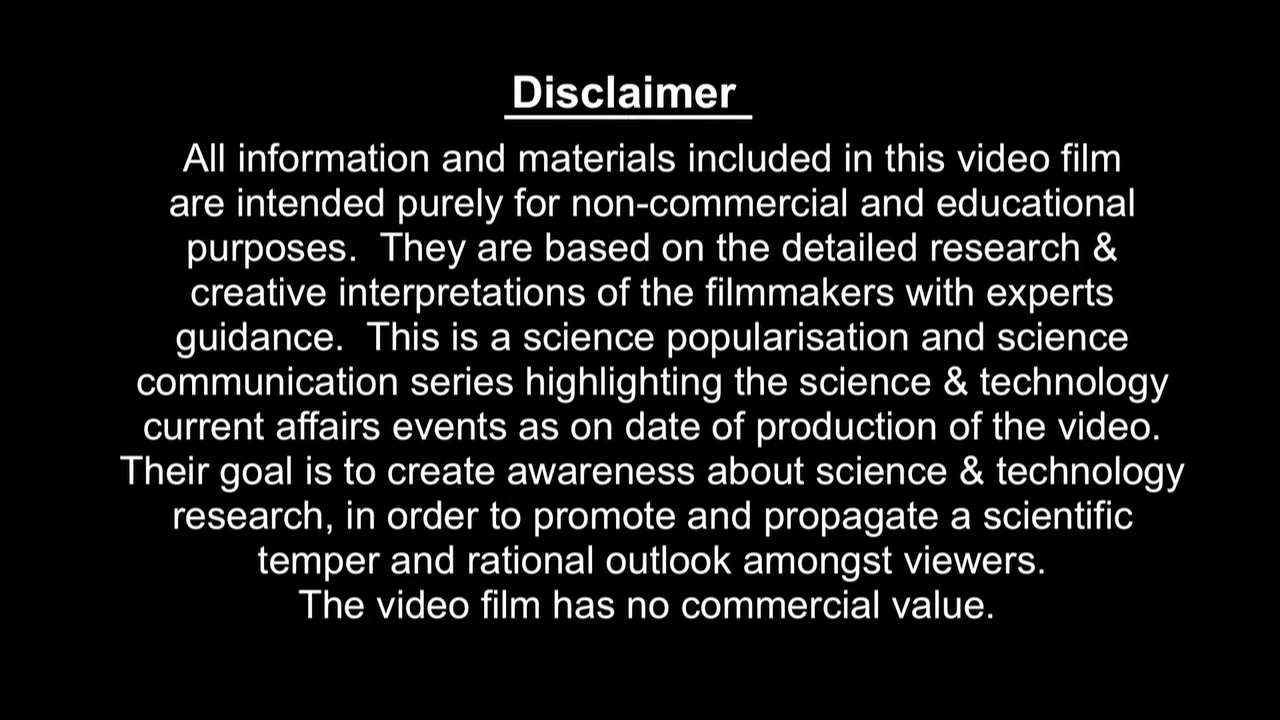 Disclaimer
All information and materials included in this video film
are intended purely for non-commercial and educational
purposes.  They are based on the detailed research &
creative interpretations of the filmmakers with experts
guidance.  This is a science popularisation and science
communication series highlighting the science & technology
current affairs events as on date of production of the video.
Their goal is to create awareness about science & technology
research, in order to promote and propagate a scientific
temper and rational outlook amongst viewers.
The video film has no commercial value.